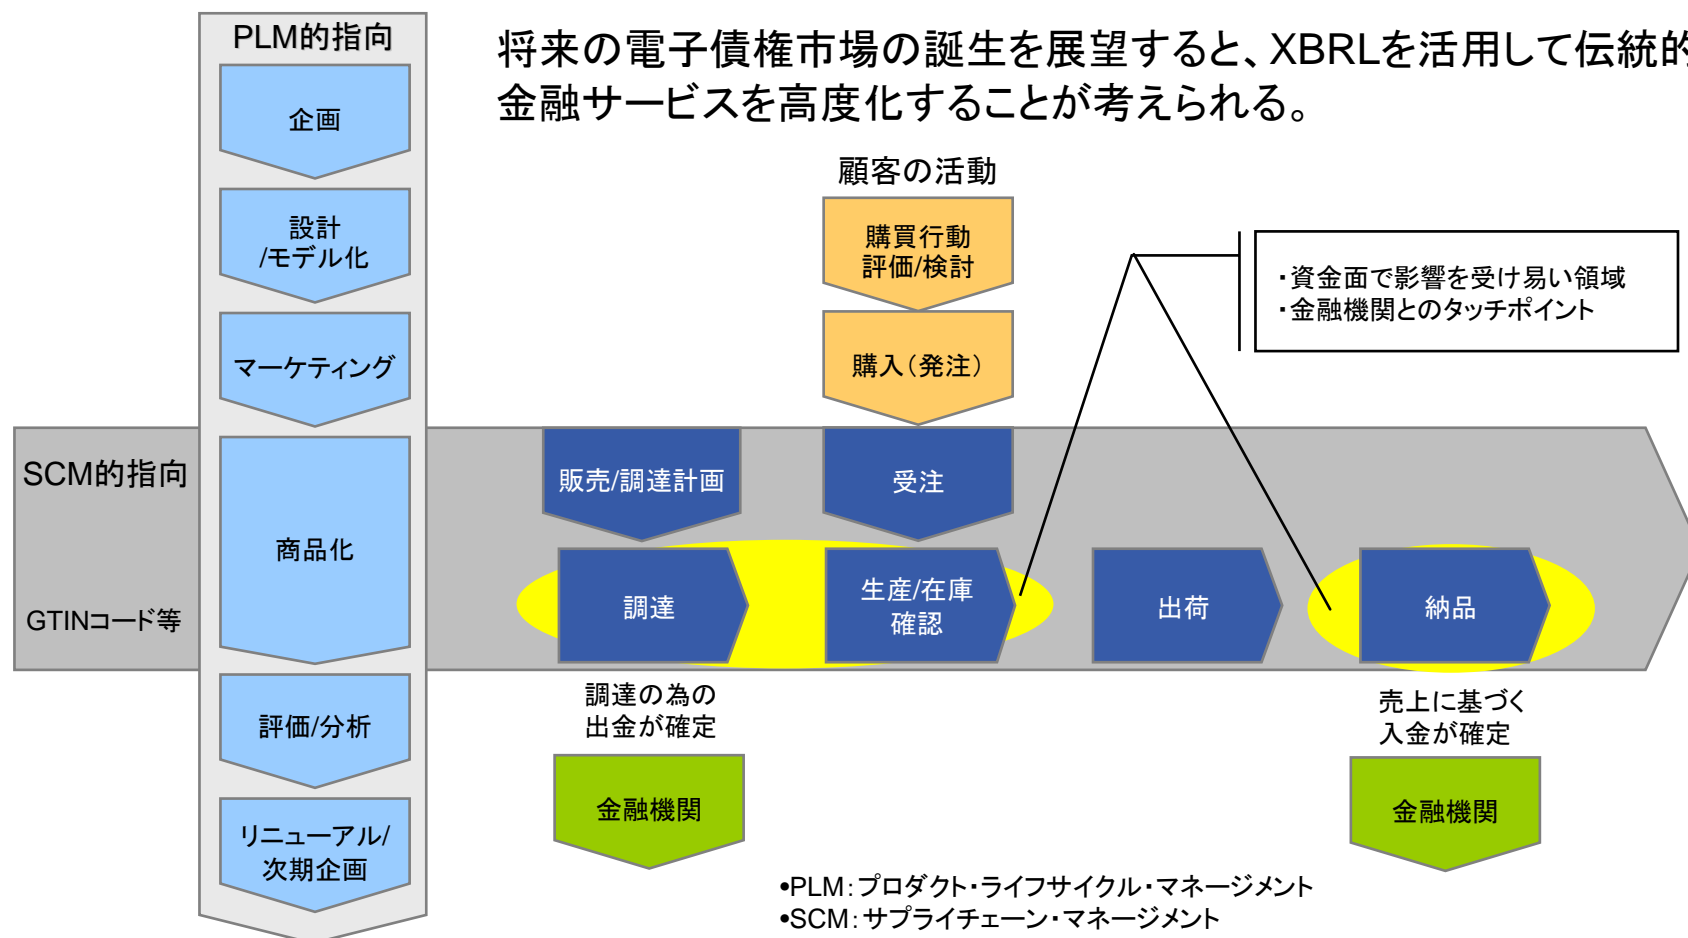 PLM的指向
将来の電子債権市場の誕生を展望すると、XBRLを活用して伝統的
金融サービスを高度化することが考えられる。
企画
設計
/モデル化
マーケティング
商品化
評価/分析
リニューアル/
次期企画
顧客の活動
購買行動
評価/検討
購入(発注)
・資金面で影響を受け易い領域
・金融機関とのタッチポイント
SCM的指向
GTINコード等
販売/調達計画
受注
調達
生産/在庫
確認
出荷
納品
調達の為の
出金が確定
売上に基づく
入金が確定
金融機関
金融機関
•PLM:プロダクト・ライフサイクル・マネージメント
•SCM:サプライチェーン・マネージメント